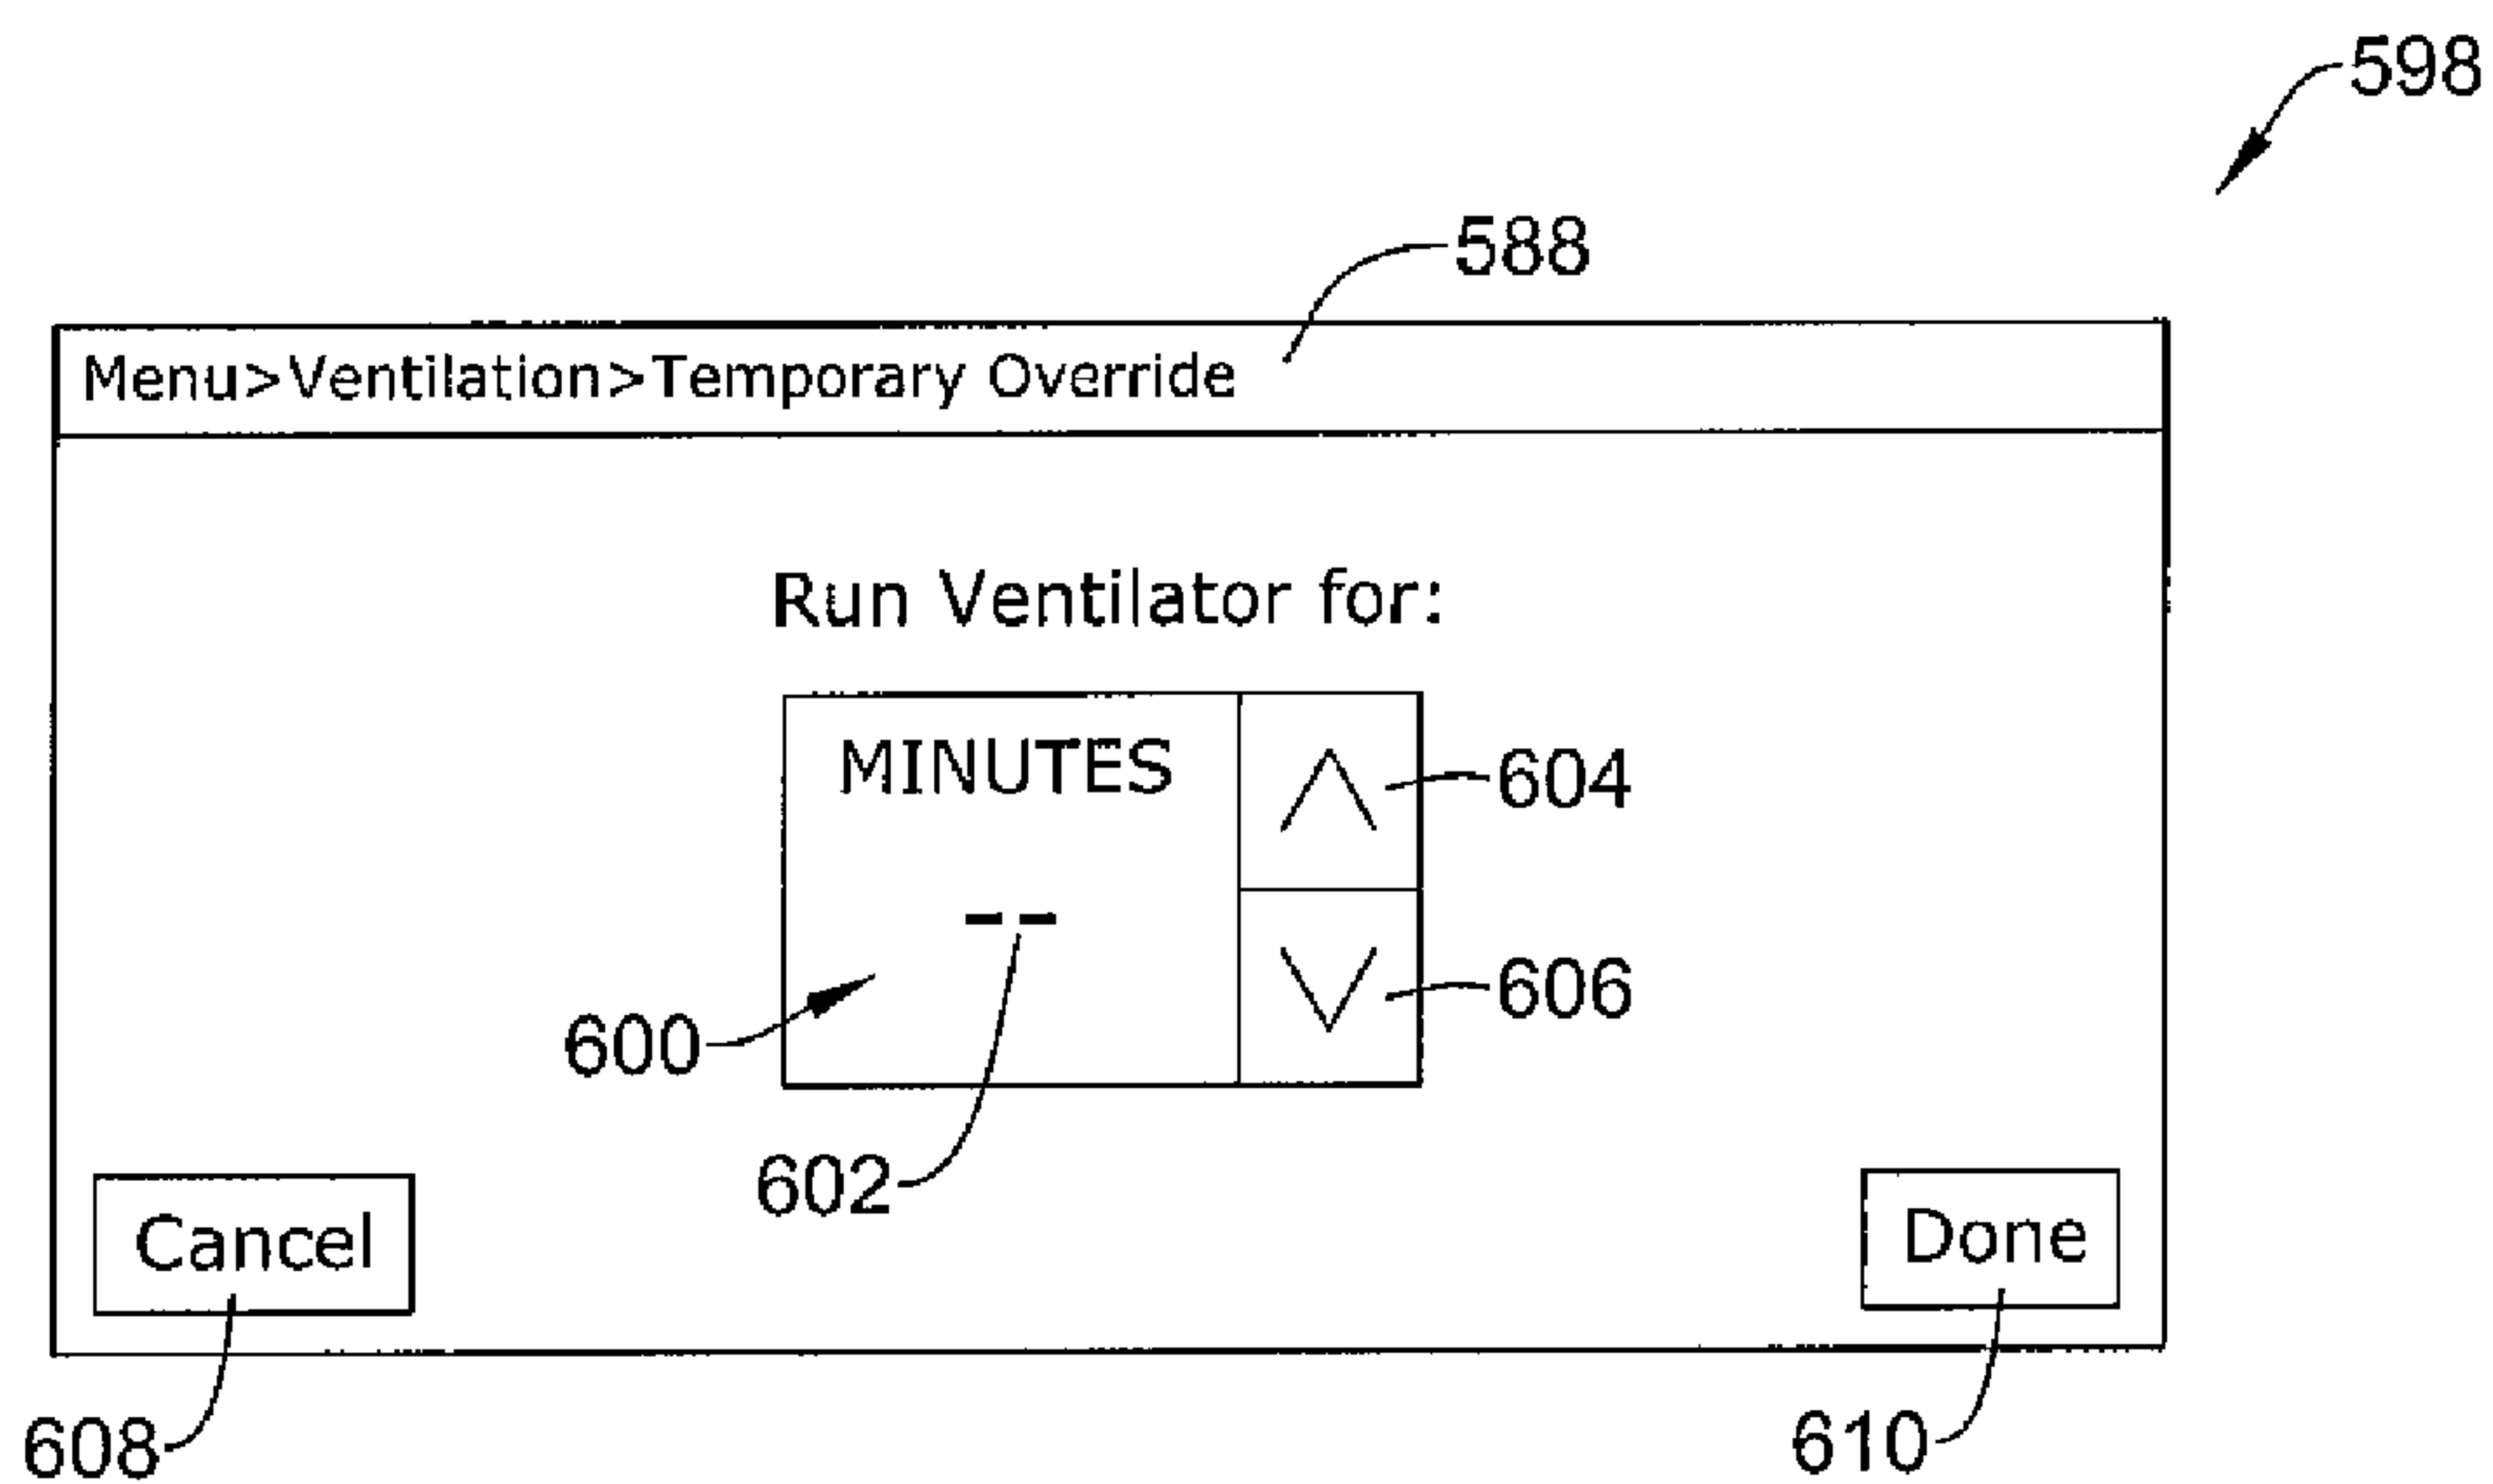 598
588
Menu>Ventilation>Temporary Override
Run Ventilator for:
MINUTES
604
--
606
600
602
Cancel
Done
608
610